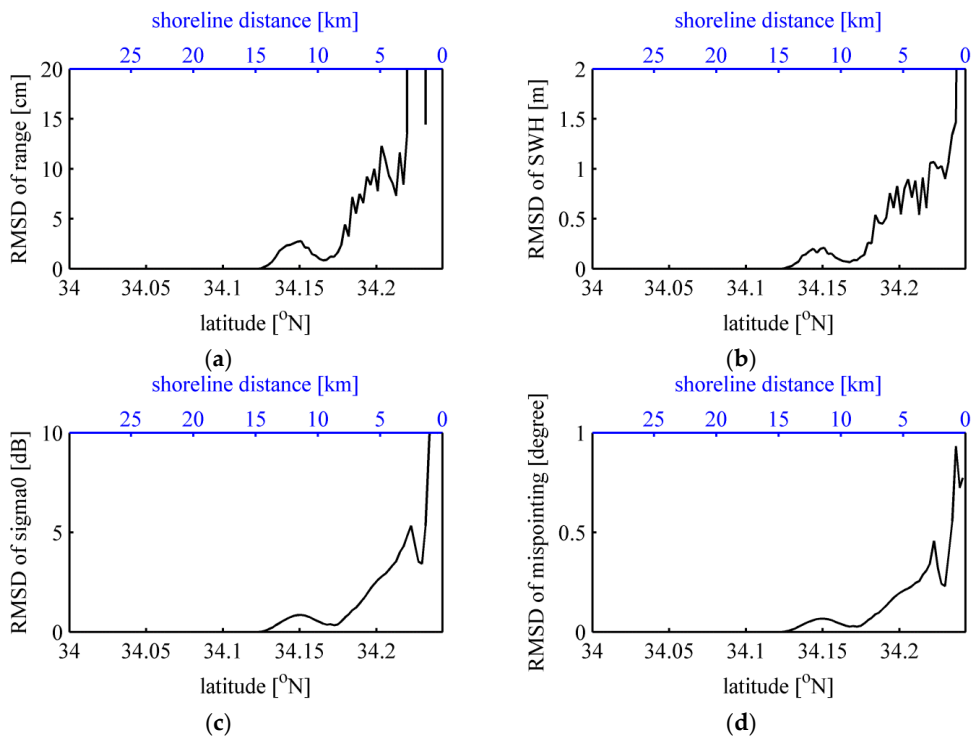 shoreline distance [km]
25 20 15 10 5 0
RMSD of range [cm]
20
15
10
5
0
34 34.05 34.1 34.15 34.2
latitude [°N]
(a)
shoreline distance [km]
25 20 15 10 5 0
RMSD of SWH [m]
2
1.5
1
0.5
0
34 34.05 34.1 34.15 34.2
latitude [°N]
(b)
shoreline distance [km]
25 20 15 10 5 0
RMSD of sigma0 [dB]
10
5
0
34 34.05 34.1 34.15 34.2
latitude [°N]
(c)
shoreline distance [km]
25 20 15 10 5 0
RMSD of mispointing [degree]
1
0.5
0
34 34.05 34.1 34.15 34.2
latitude [°N]
(d)